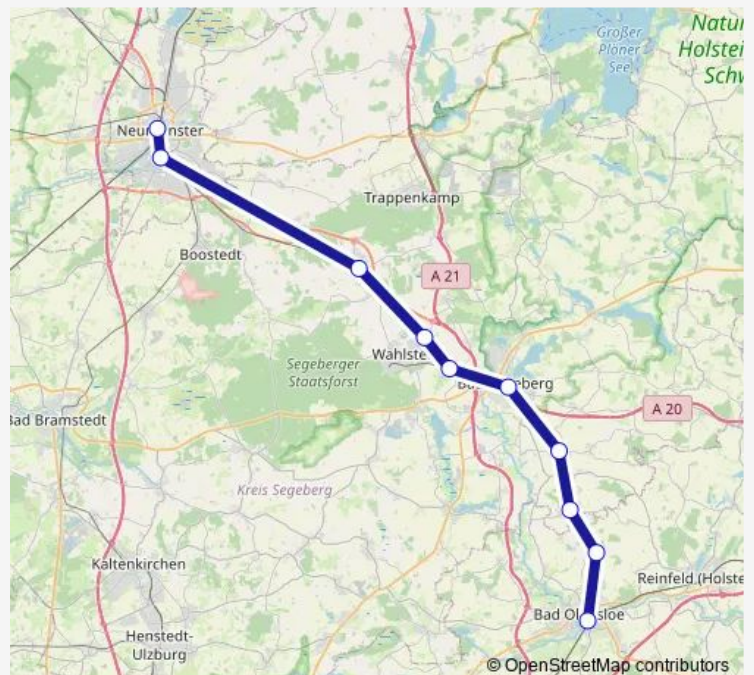 Natur
Holstei
Schw
Großer
Plöner
See
Trappenkamp
Boostedt
A 21
Segeberger
Staatsforst
A 20
Bad Bramstedt
Kreis Segeberg
Kaltenkirchen
Reinfeld (Holste
Henstedt-
Ulzburg
© OpenStreetMap contributors